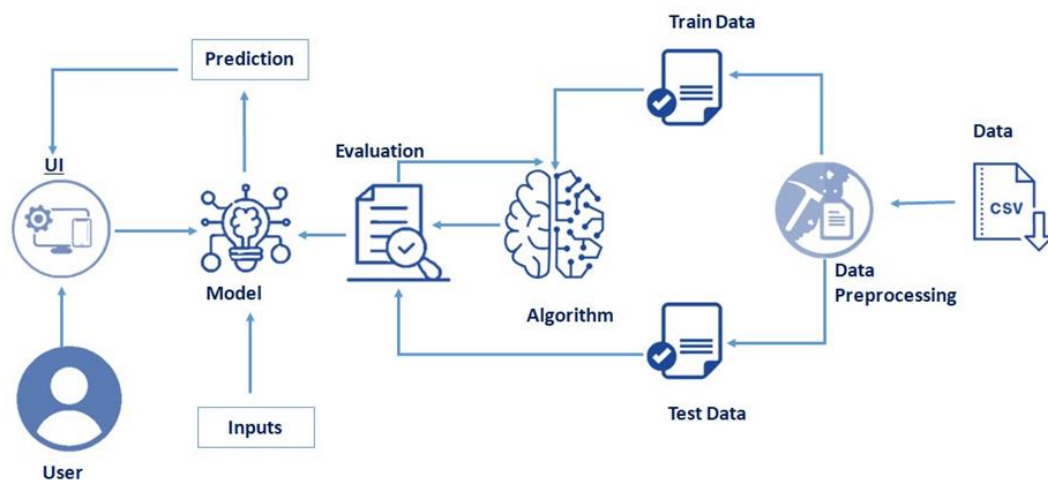 Train Data
Prediction
Data
Evaluation
UI
CSV
Model
Data
Preprocessing
Algorithm
Inputs
Test Data
User